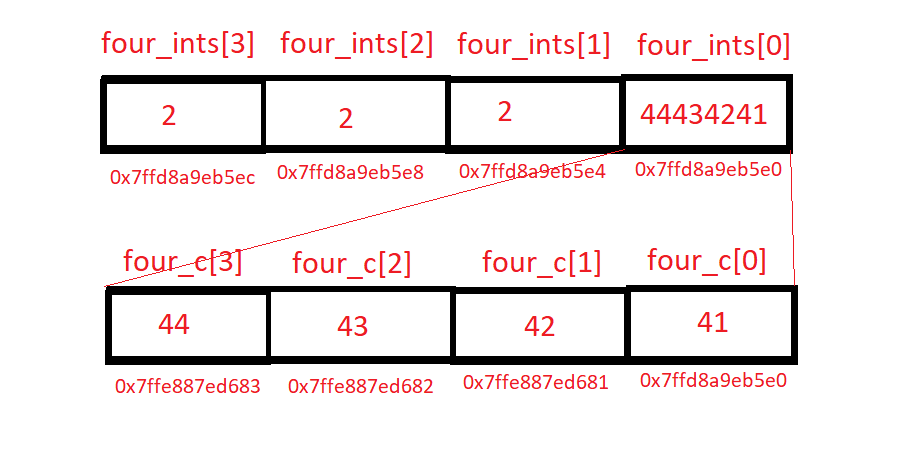 four_ints[3] four_ints[2] four_ints[1] four_ints[0]
2 2 2 44434241
0x7ffd8a9eb5ec 0x7ffd8a9eb5e8 0x7ffd8a9eb5e4 0x7ffd8a9eb5e0
four_c[3] four_c[2] four_c[1] four_c[0]
44 43 42 41
0x7ffe887ed683 0x7ffe887ed682 0x7ffe887ed681 0x7ffd8a9eb5e0